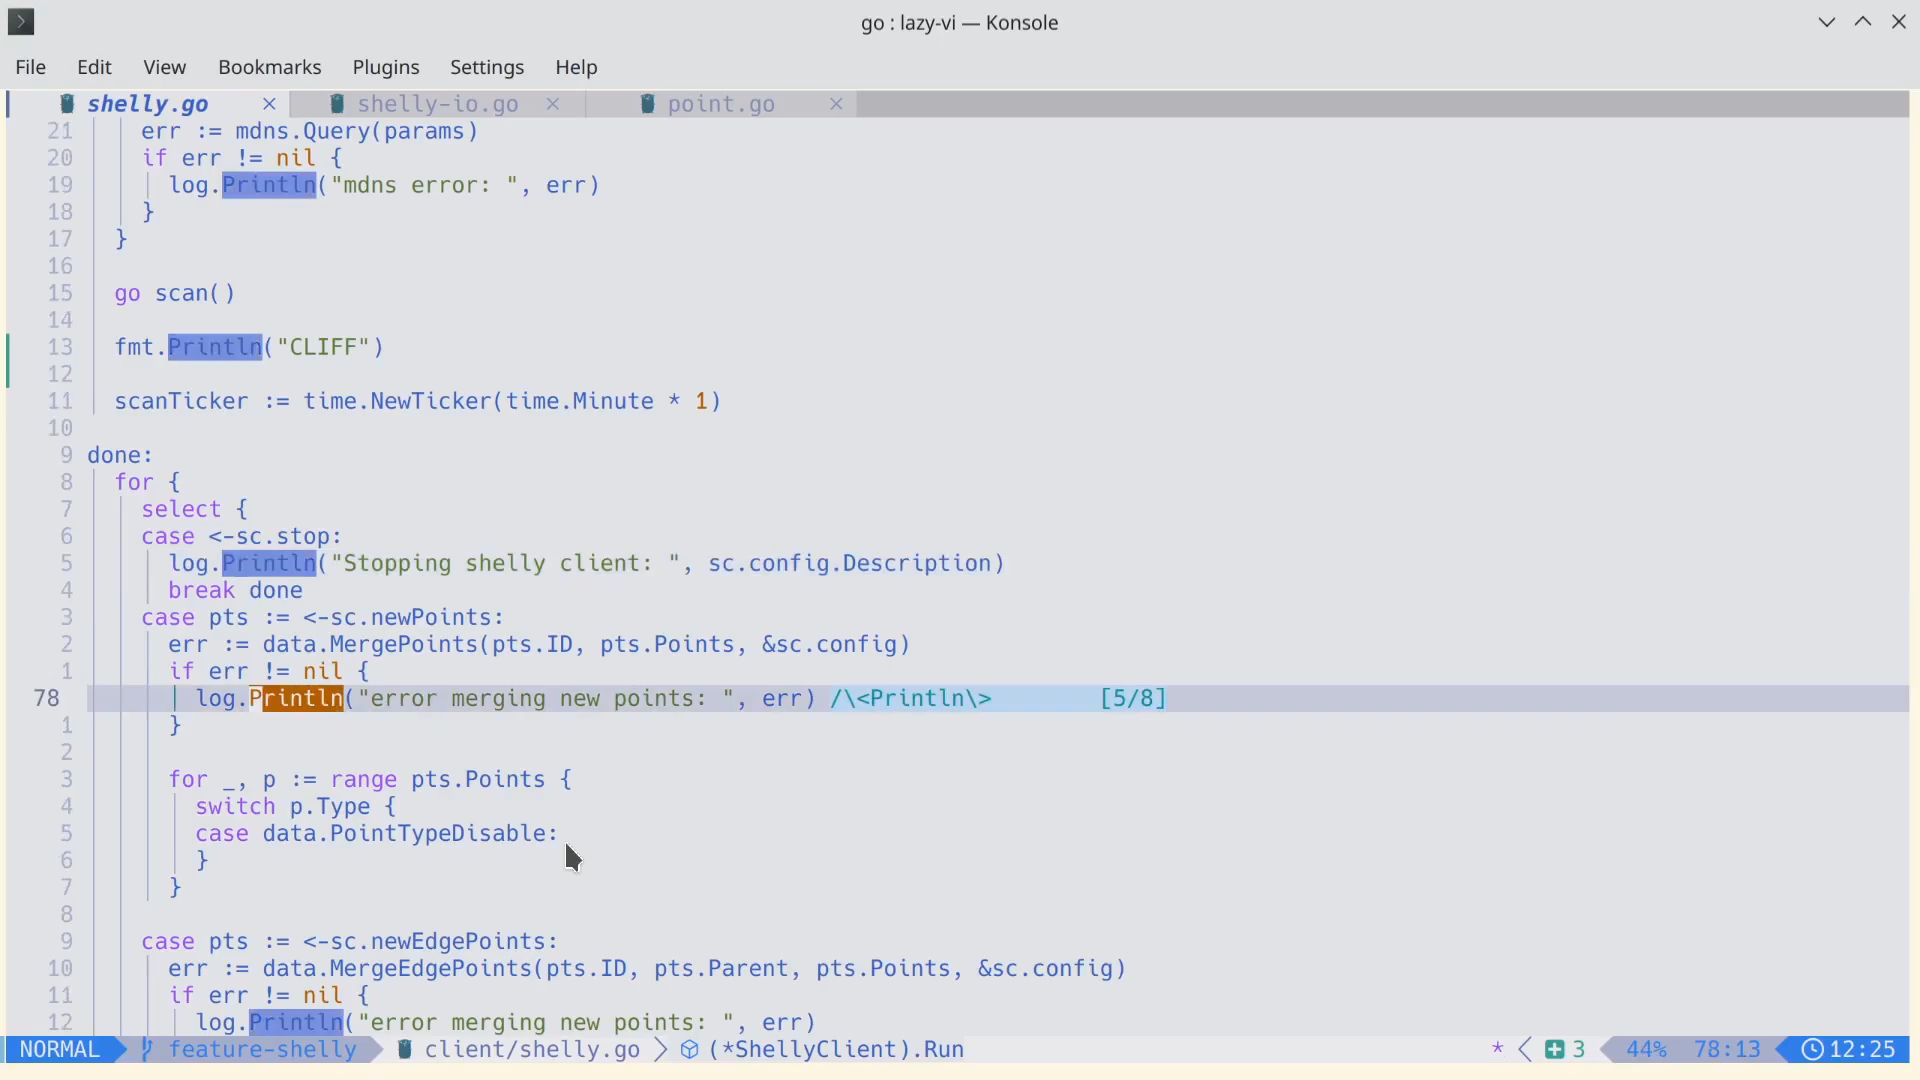 go : lazy-vi — Konsole
File Edit View Bookmarks Plugins Settings Help
shelly.go × shelly-io.go × point.go ×
21 err := mdns.Query(params)
20 if err != nil {
19 log.Println("mdns error: ", err)
18 }
17 }
16
15 go scan()
14
13 fmt.Println("CLIFF")
12
11 scanTicker := time.NewTicker(time.Minute * 1)
10
9 done:
8 for {
7 select {
6 case <-sc.stop:
5 log.Println("Stopping shelly client: ", sc.config.Description)
4 break done
3 case pts := <-sc.newPoints:
2 err := data.MergePoints(pts.ID, pts.Points, &sc.config)
1 if err != nil {
78 log.Println("error merging new points: ", err) /\<Println\> [5/8]
1 }
2
3 for _, p := range pts.Points {
4 switch p.Type {
5 case data.PointTypeDisable:
6 }
7 }
8
9 case pts := <-sc.newEdgePoints:
10 err := data.MergeEdgePoints(pts.ID, pts.Parent, pts.Points, &sc.config)
11 if err != nil {
12 log.Println("error merging new points: ", err)
NORMAL feature-shelly client/shelly.go (*ShellyClient).Run * 3 44% 78:13 12:25